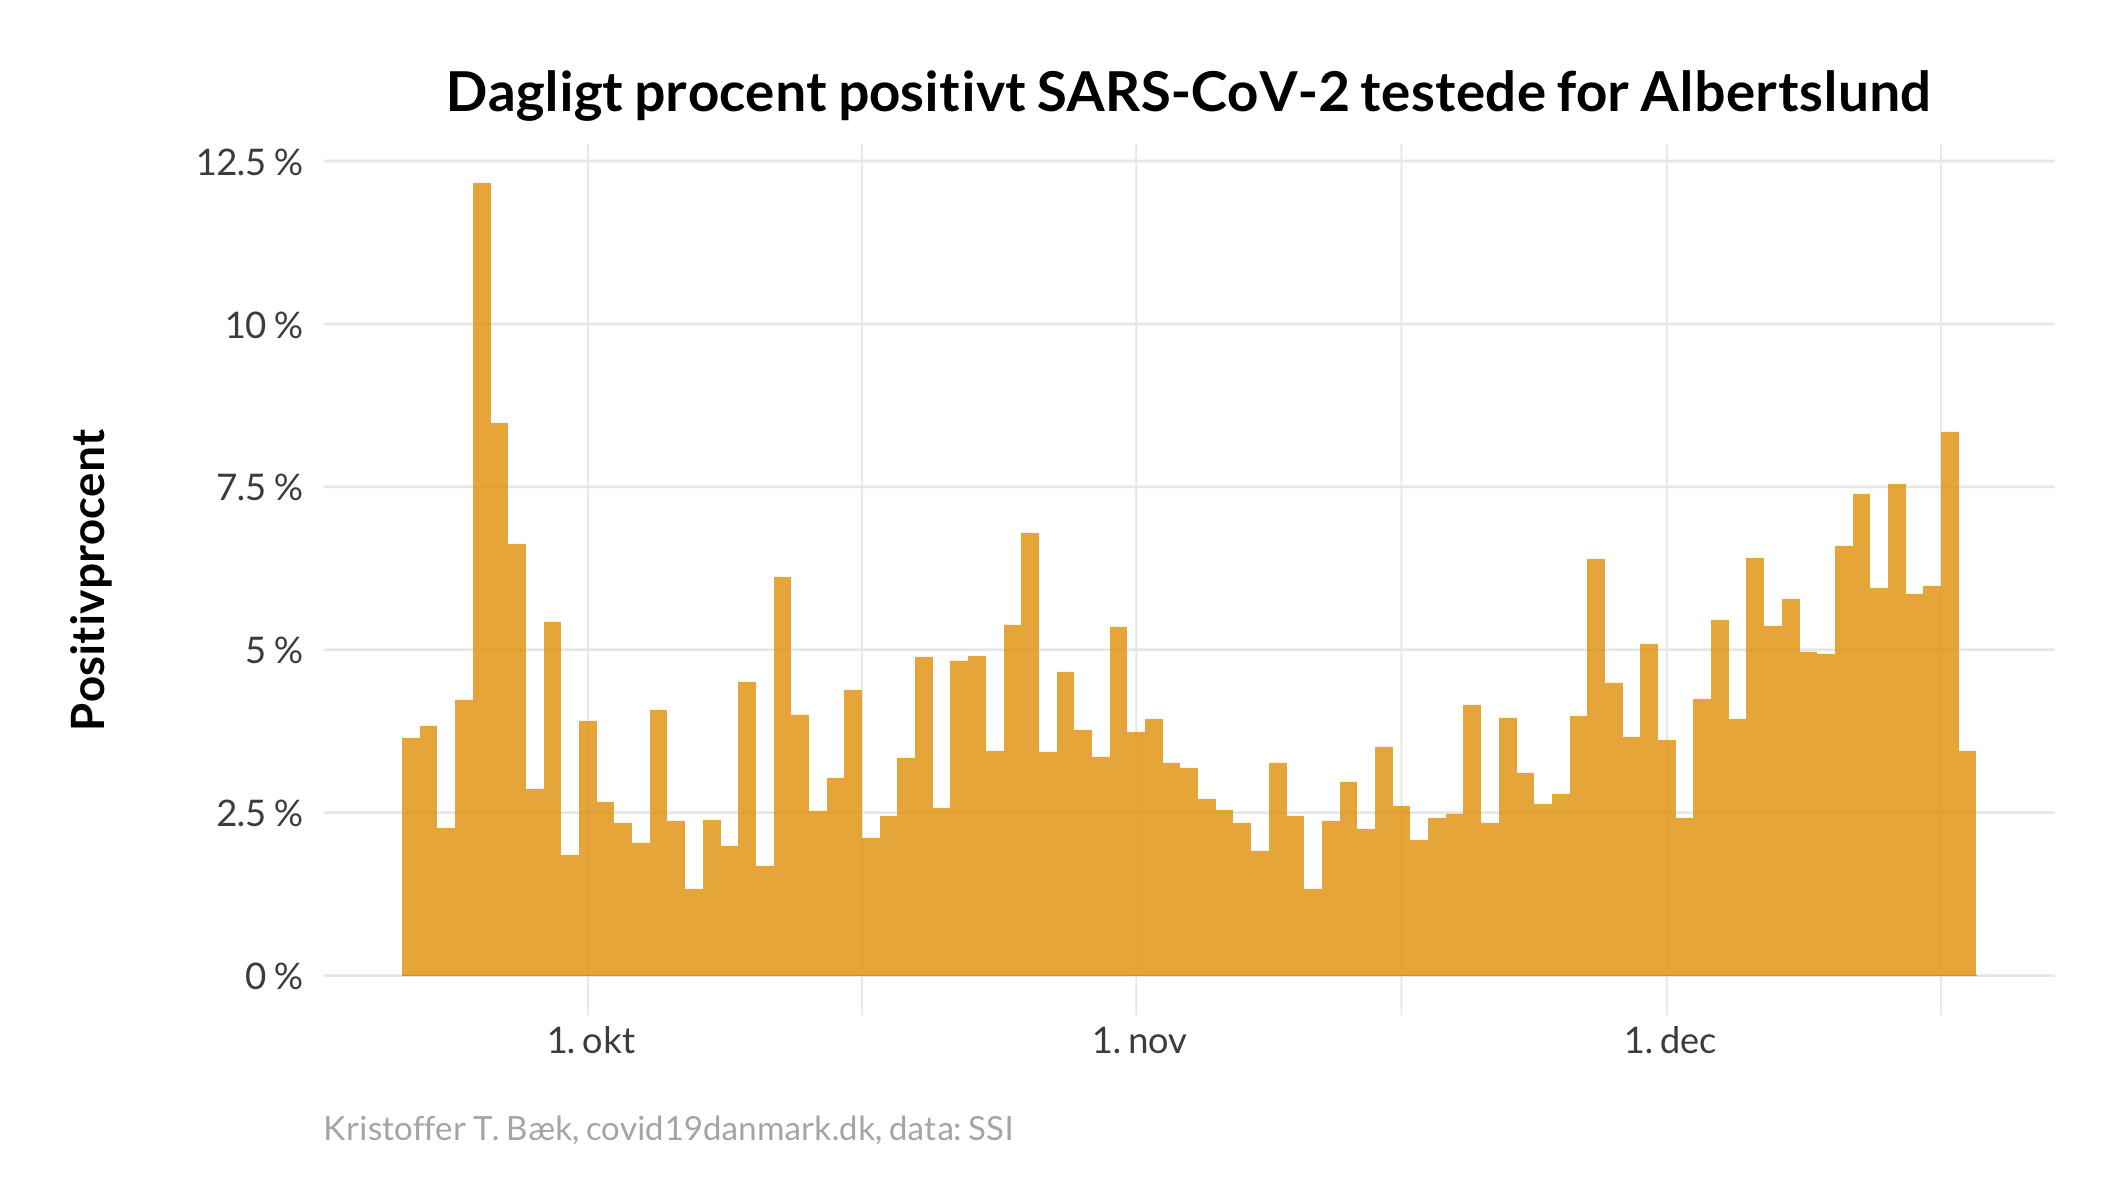 Dagligt procent positivt SARS-CoV-2 testede for Albertslund
Positivprocent
12.5 %
10 %
7.5 %
5 %
2.5 %
0 %
1. okt
1. nov
1. dec
Kristoffer T. Bæk, covid19danmark.dk, data: SSI